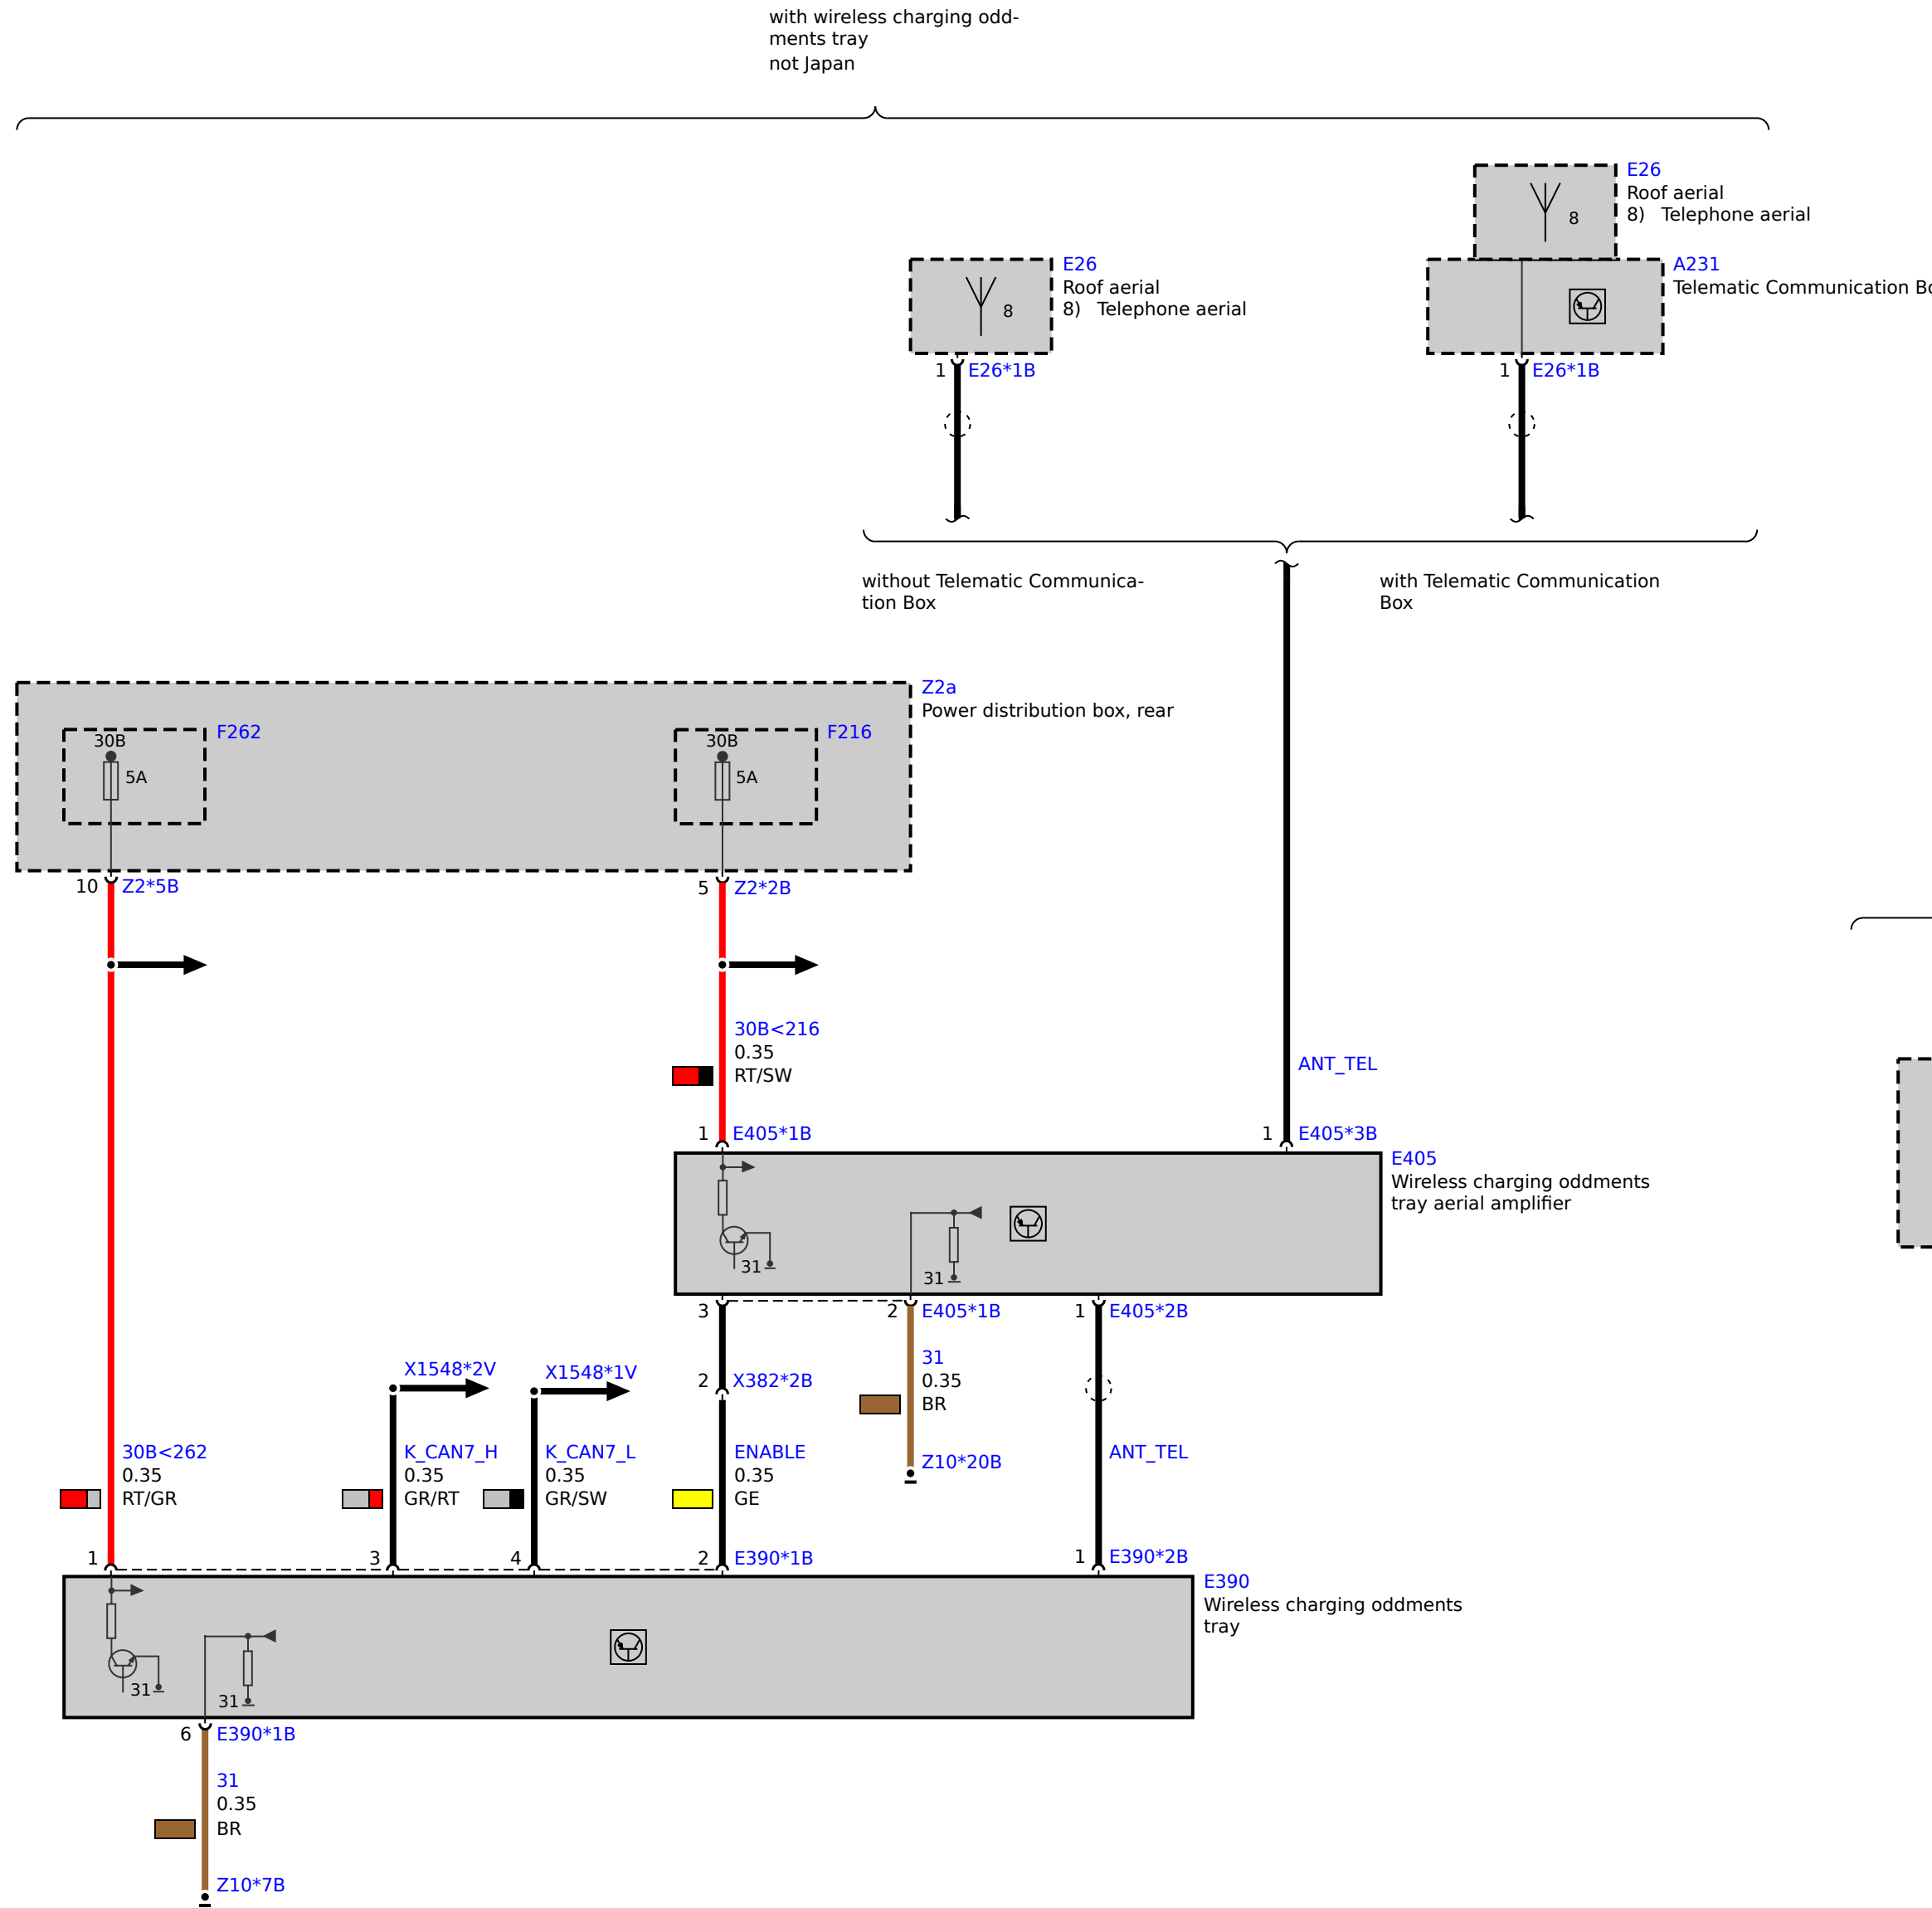 with wireless charging odd-
ments tray
not Japan
E26
Roof aerial
8) Telephone aerial
8
A231
E26
Roof aerial
8) Telephone aerial
8
Telematic Communication
1 E26*1B
1 E26*1B
without Telematic Communica-
tion Box
with Telematic Communication
Box
Z2a
Power distribution box, rear
F262
30B
5A
F216
30B
5A
10 Z2*5B
5 Z2*2B
30B<216
0.35
RT/SW
ANT_TEL
1 E405*1B
1 E405*3B
E405
Wireless charging oddments
tray aerial amplifier
31
31
3
2 E405*1B
1 E405*2B
31
0.35
BR
X1548*2V
X1548*1V
2 X382*2B
Z10*20B
30B<262
0.35
RT/GR
K_CAN7_H
0.35
GR/RT
K_CAN7_L
0.35
GR/SW
ENABLE
0.35
GE
ANT_TEL
1
3
4
2 E390*1B
1 E390*2B
E390
Wireless charging oddments
tray
31
31
6 E390*1B
31
0.35
BR
Z10*7B